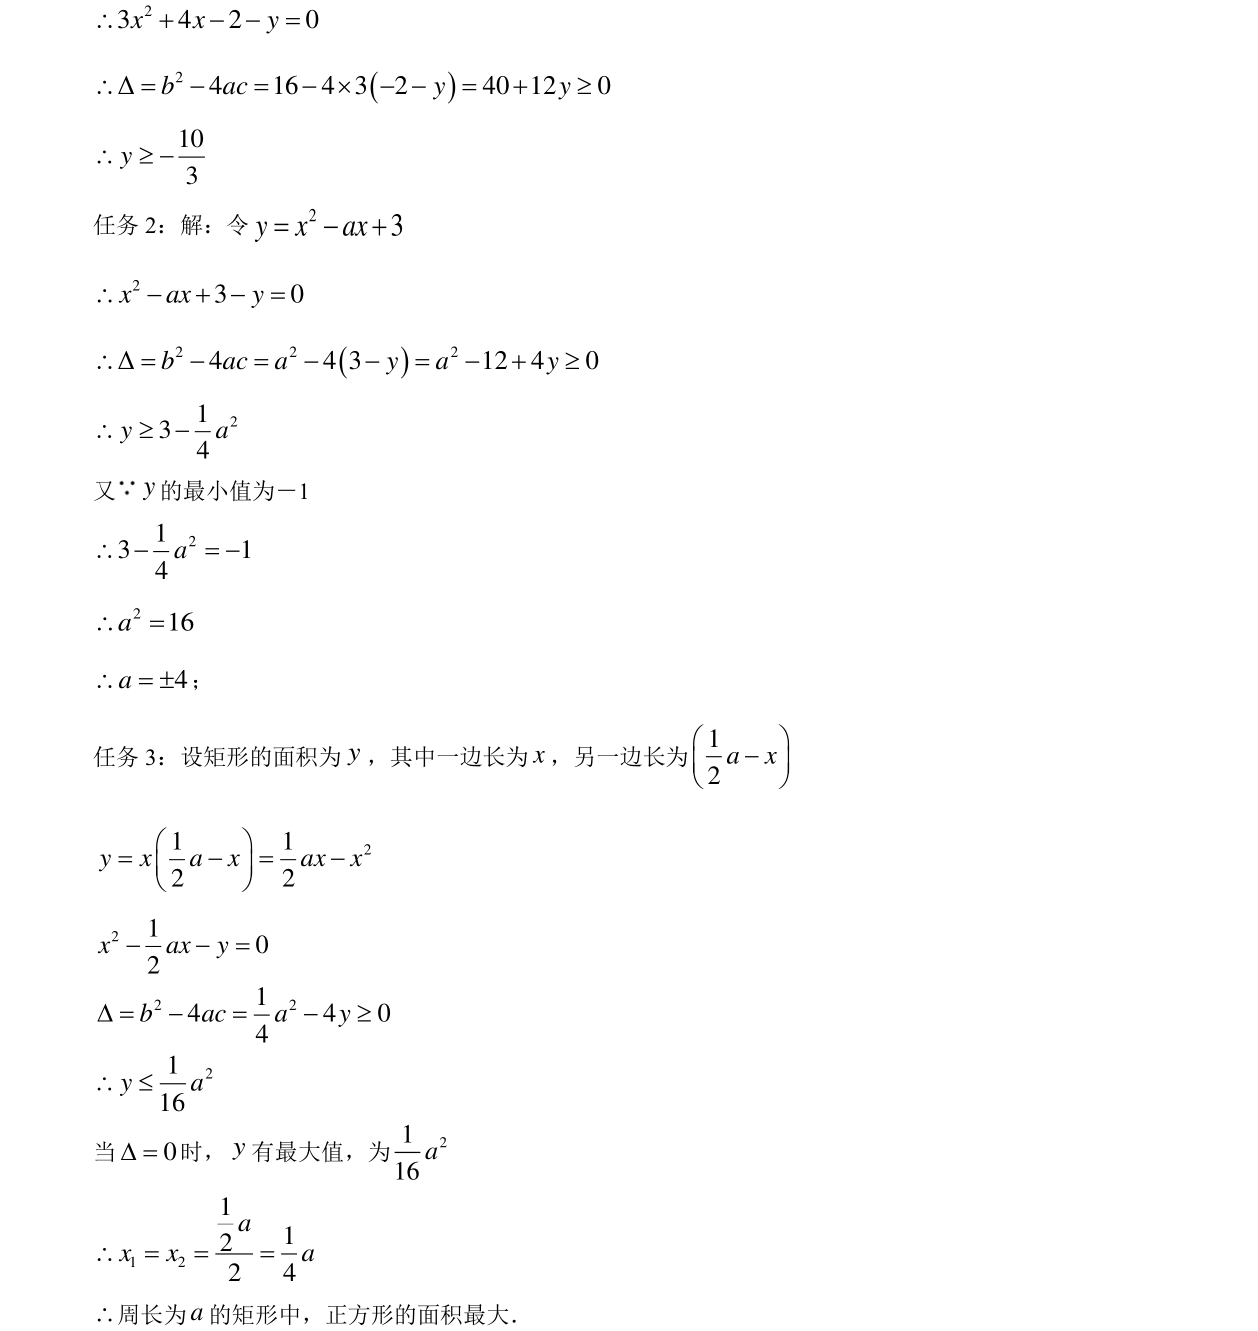 ∴3x²+4x−2−y=0
∴Δ=b²−4ac=16−4×3(−2−y)=40+12y≥0
∴y≥−10/3
任务 2：解：令 y=x²−ax+3
∴x²−ax+3−y=0
∴Δ=b²−4ac=a²−4(3−y)=a²−12+4y≥0
∴y≥3−1/4 a²
又∵y的最小值为－1
∴3−1/4 a²=−1
∴a²=16
∴a=±4；
任务 3：设矩形的面积为 y，其中一边长为 x，另一边长为(1/2 a−x)
y=x(1/2 a−x)=1/2 ax−x²
x²−1/2 ax−y=0
Δ=b²−4ac=1/4 a²−4y≥0
∴y≤1/16 a²
当Δ=0时，y有最大值，为1/16 a²
∴x₁=x₂=(1/2 a)/2=1/4 a
∴周长为a的矩形中，正方形的面积最大．